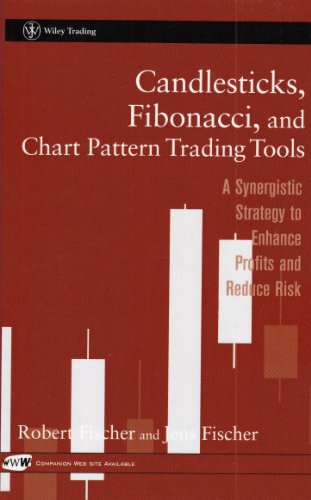 Wiley Trading
Candlesticks,
Fibonacci, and
Chart Pattern Trading Tools
A Synergistic
Strategy to
Enhance
Profits and
Reduce Risk
Robert Fischer and Jens Fischer
WWW. COMPANION WEB SITE AVAILABLE